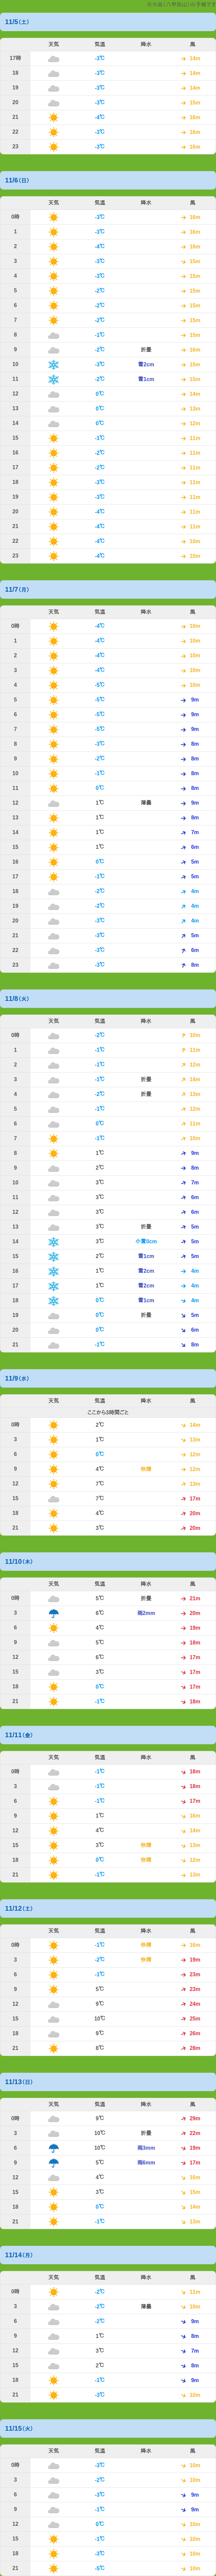 ※大岳(八甲田山)の予報です
11/5(土)
天気 気温 降水 風
17時 -3℃ 14m
18 -3℃ 14m
19 -3℃ 14m
20 -3℃ 15m
21 -4℃ 16m
22 -3℃ 16m
23 -3℃ 16m
11/6(日)
天気 気温 降水 風
0時 -3℃ 16m
1 -3℃ 16m
2 -4℃ 16m
3 -3℃ 15m
4 -3℃ 15m
5 -2℃ 15m
6 -2℃ 15m
7 -2℃ 15m
8 -1℃ 15m
9 -2℃ 折曇 16m
10 -3℃ 雪2cm 15m
11 -2℃ 雪1cm 15m
12 0℃ 14m
13 0℃ 13m
14 0℃ 12m
15 -1℃ 11m
16 -2℃ 11m
17 -2℃ 11m
18 -3℃ 11m
19 -3℃ 11m
20 -4℃ 11m
21 -4℃ 11m
22 -4℃ 10m
23 -4℃ 10m
11/7(月)
天気 気温 降水 風
0時 -4℃ 10m
1 -4℃ 10m
2 -4℃ 10m
3 -4℃ 10m
4 -5℃ 10m
5 -5℃ 9m
6 -5℃ 9m
7 -5℃ 9m
8 -3℃ 8m
9 -2℃ 8m
10 -1℃ 8m
11 0℃ 8m
12 1℃ 薄曇 9m
13 1℃ 8m
14 1℃ 7m
15 1℃ 6m
16 0℃ 5m
17 -1℃ 5m
18 -2℃ 4m
19 -2℃ 4m
20 -3℃ 4m
21 -3℃ 5m
22 -3℃ 6m
23 -3℃ 8m
11/8(火)
天気 気温 降水 風
0時 -2℃ 10m
1 -1℃ 11m
2 -1℃ 12m
3 -1℃ 折曇 14m
4 -2℃ 折曇 13m
5 -1℃ 12m
6 0℃ 11m
7 -1℃ 10m
8 1℃ 9m
9 2℃ 8m
10 3℃ 7m
11 3℃ 6m
12 3℃ 6m
13 3℃ 折曇 5m
14 3℃ 小雪0cm 5m
15 2℃ 雪1cm 5m
16 1℃ 雪2cm 4m
17 1℃ 雪2cm 4m
18 0℃ 雪1cm 4m
19 0℃ 折曇 5m
20 0℃ 6m
21 -1℃ 8m
11/9(水)
天気 気温 降水 風
ここから3時間ごと
0時 2℃ 14m
3 1℃ 13m
6 0℃ 12m
9 4℃ 快晴 12m
12 7℃ 13m
15 7℃ 17m
18 4℃ 20m
21 3℃ 20m
11/10(木)
天気 気温 降水 風
0時 5℃ 折曇 21m
3 6℃ 雨2mm 20m
6 4℃ 19m
9 5℃ 18m
12 6℃ 17m
15 3℃ 17m
18 0℃ 17m
21 -1℃ 18m
11/11(金)
天気 気温 降水 風
0時 -1℃ 18m
3 -1℃ 18m
6 -1℃ 17m
9 1℃ 16m
12 4℃ 14m
15 3℃ 快晴 13m
18 0℃ 快晴 12m
21 -1℃ 13m
11/12(土)
天気 気温 降水 風
0時 -1℃ 快晴 16m
3 -2℃ 快晴 19m
6 -1℃ 23m
9 5℃ 23m
12 9℃ 24m
15 10℃ 25m
18 9℃ 26m
21 8℃ 28m
11/13(日)
天気 気温 降水 風
0時 9℃ 29m
3 10℃ 折曇 22m
6 10℃ 雨3mm 19m
9 5℃ 雨6mm 17m
12 4℃ 16m
15 3℃ 15m
18 0℃ 14m
21 -1℃ 13m
11/14(月)
天気 気温 降水 風
0時 -2℃ 11m
3 -2℃ 薄曇 10m
6 -2℃ 9m
9 1℃ 8m
12 3℃ 7m
15 2℃ 8m
18 -1℃ 9m
21 -3℃ 10m
11/15(火)
天気 気温 降水 風
0時 -3℃ 10m
3 -2℃ 10m
6 -3℃ 9m
9 -1℃ 9m
12 0℃ 10m
15 -1℃ 10m
18 -3℃ 10m
21 -5℃ 10m